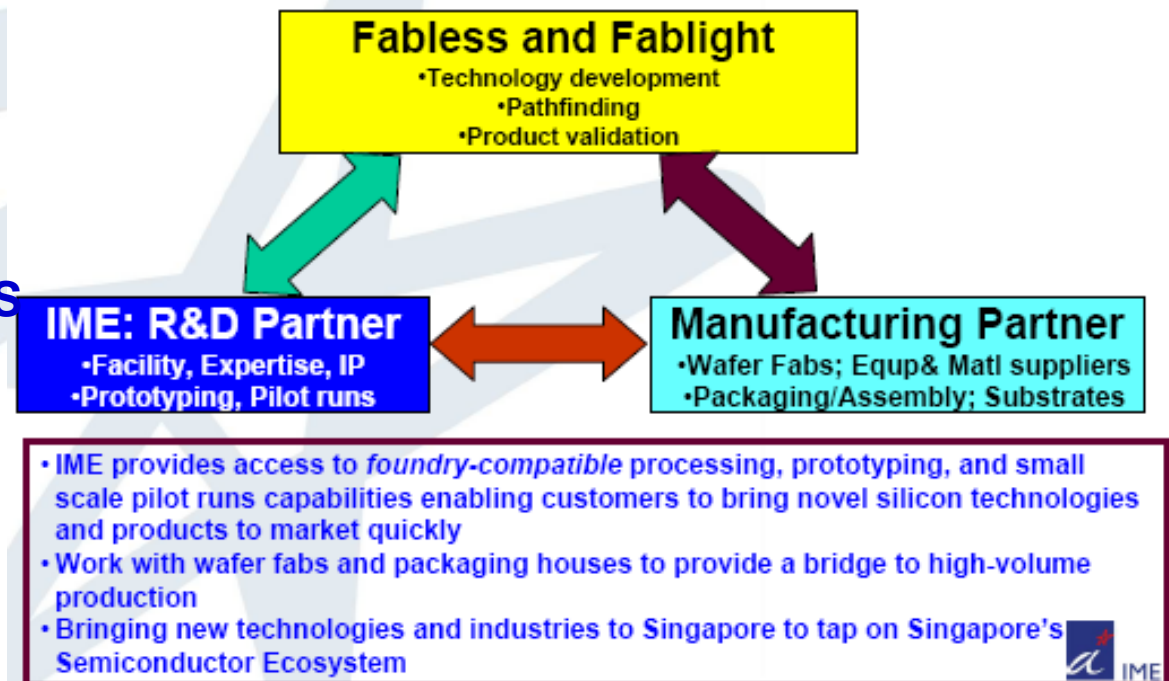 Fabless and Fablight
•Technology development
•Pathfinding
•Product validation
s
IME: R&D Partner
•Facility, Expertise, IP
•Prototyping, Pilot runs
Manufacturing Partner
•Wafer Fabs; Equp& Matl suppliers
•Packaging/Assembly; Substrates
• IME provides access to foundry-compatible processing, prototyping, and small
scale pilot runs capabilities enabling customers to bring novel silicon technologies
and products to market quickly
• Work with wafer fabs and packaging houses to provide a bridge to high-volume
production
• Bringing new technologies and industries to Singapore to tap on Singapore's
Semiconductor Ecosystem
a* IME